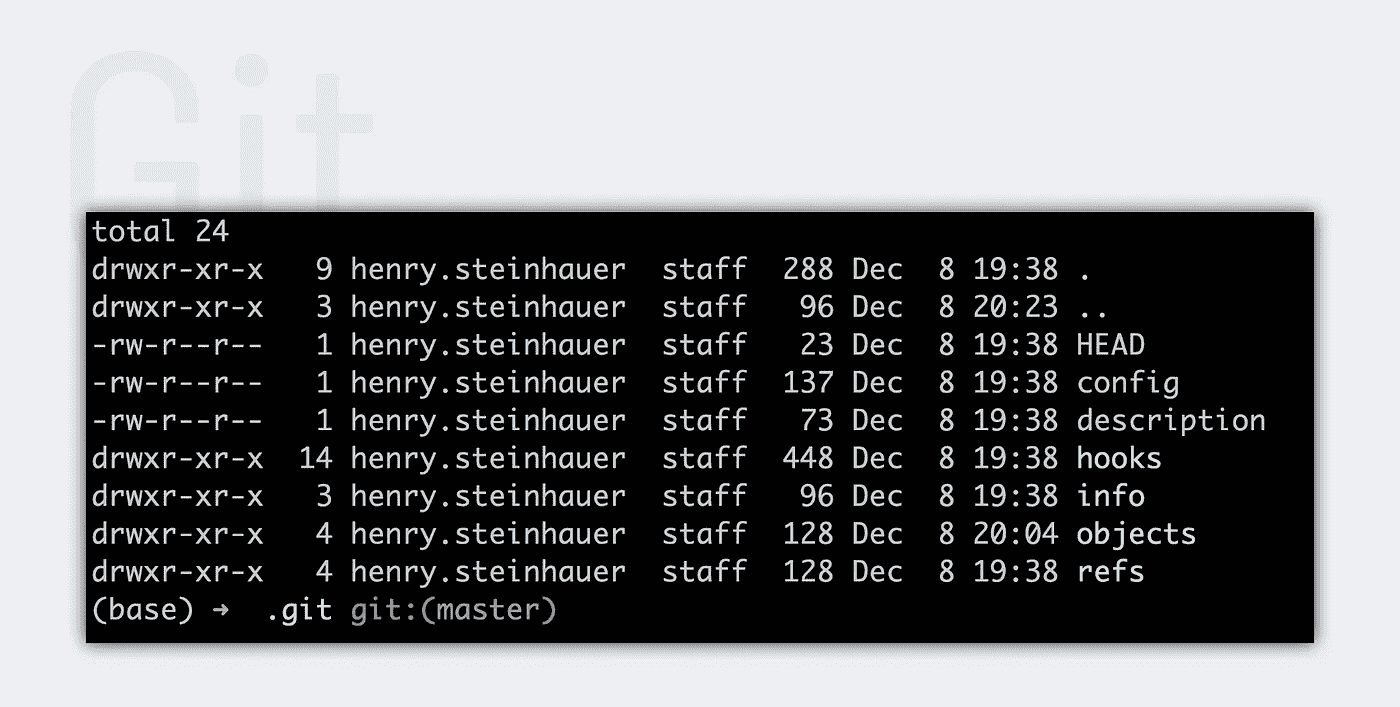 Git
total 24
drwxr-xr-x   9 henry.steinhauer  staff  288 Dec  8 19:38 .
drwxr-xr-x   3 henry.steinhauer  staff   96 Dec  8 20:23 ..
-rw-r--r--   1 henry.steinhauer  staff   23 Dec  8 19:38 HEAD
-rw-r--r--   1 henry.steinhauer  staff  137 Dec  8 19:38 config
-rw-r--r--   1 henry.steinhauer  staff   73 Dec  8 19:38 description
drwxr-xr-x  14 henry.steinhauer  staff  448 Dec  8 19:38 hooks
drwxr-xr-x   3 henry.steinhauer  staff   96 Dec  8 19:38 info
drwxr-xr-x   4 henry.steinhauer  staff  128 Dec  8 20:04 objects
drwxr-xr-x   4 henry.steinhauer  staff  128 Dec  8 19:38 refs
(base) ➜  .git git:(master)